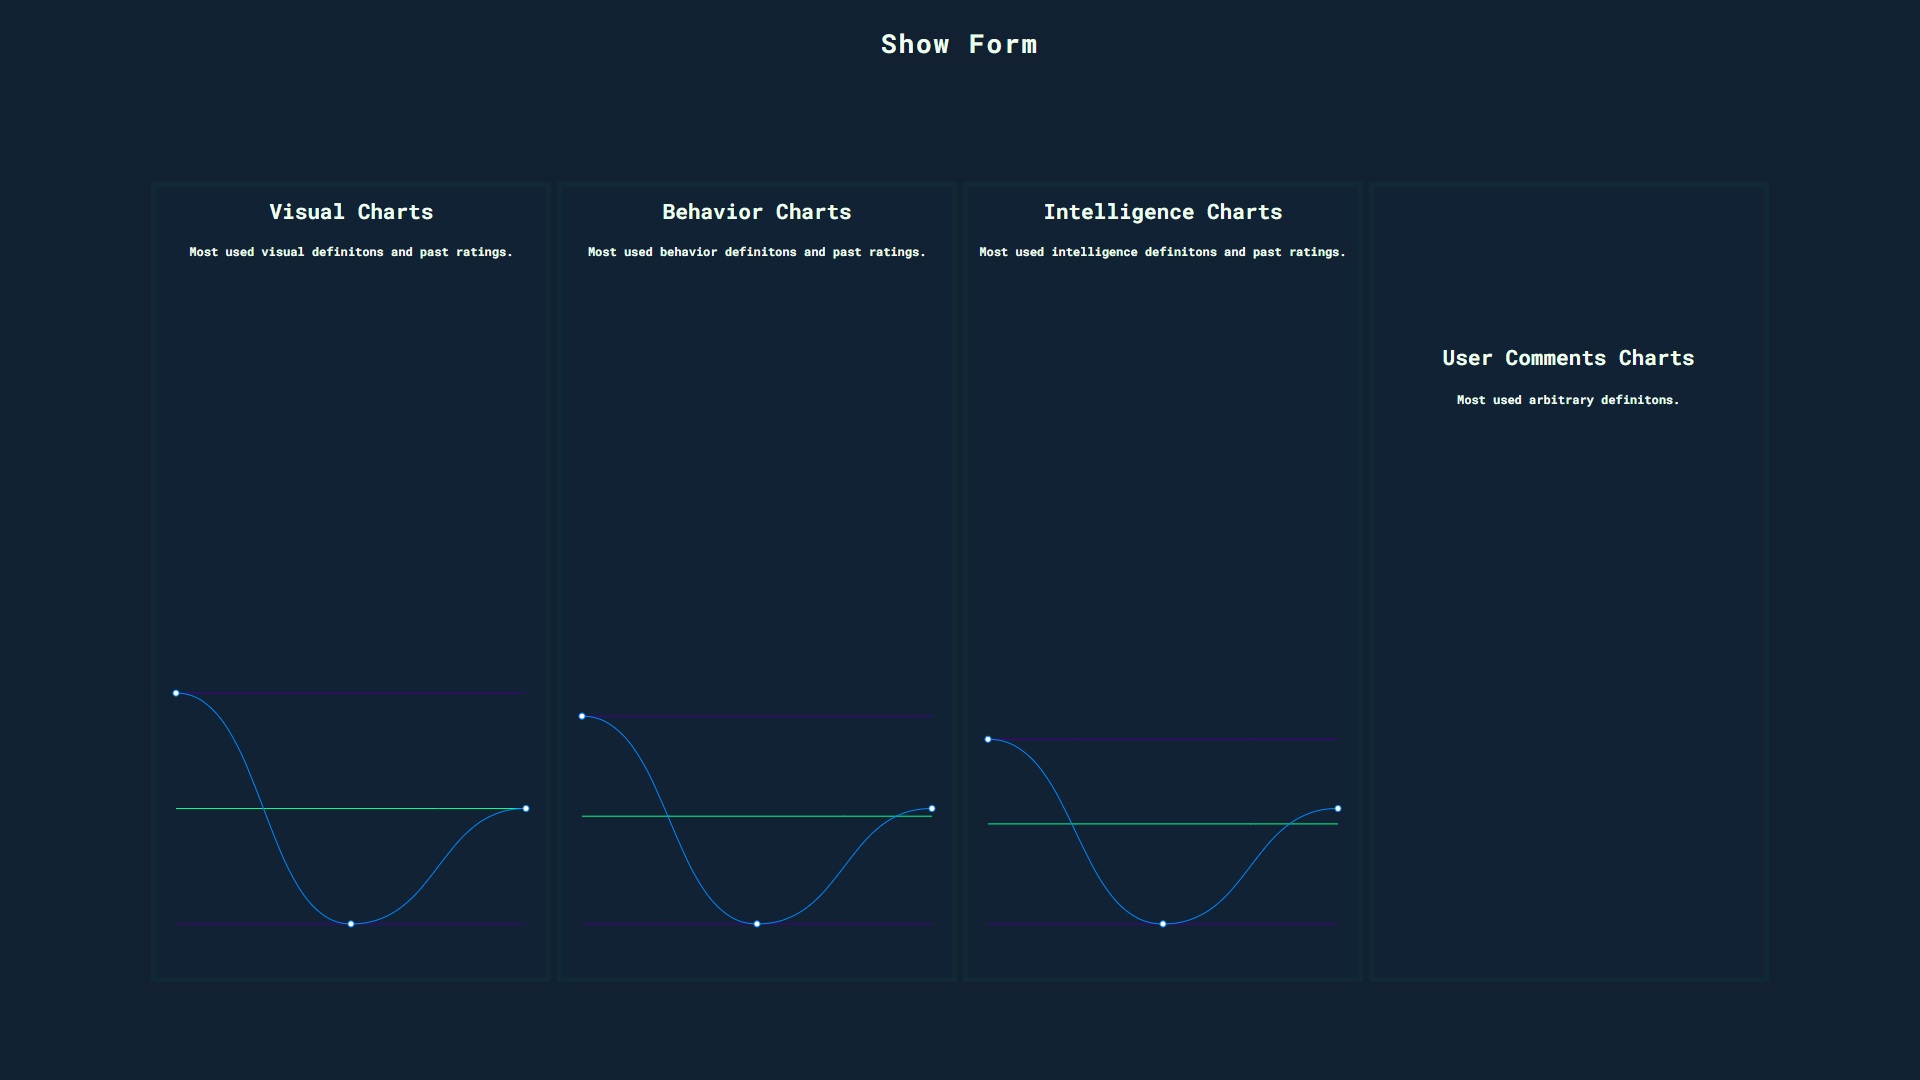 Show Form
Visual Charts
Most used visual definitons and past ratings.
Behavior Charts
Most used behavior definitons and past ratings.
Intelligence Charts
Most used intelligence definitons and past ratings.
User Comments Charts
Most used arbitrary definitons.